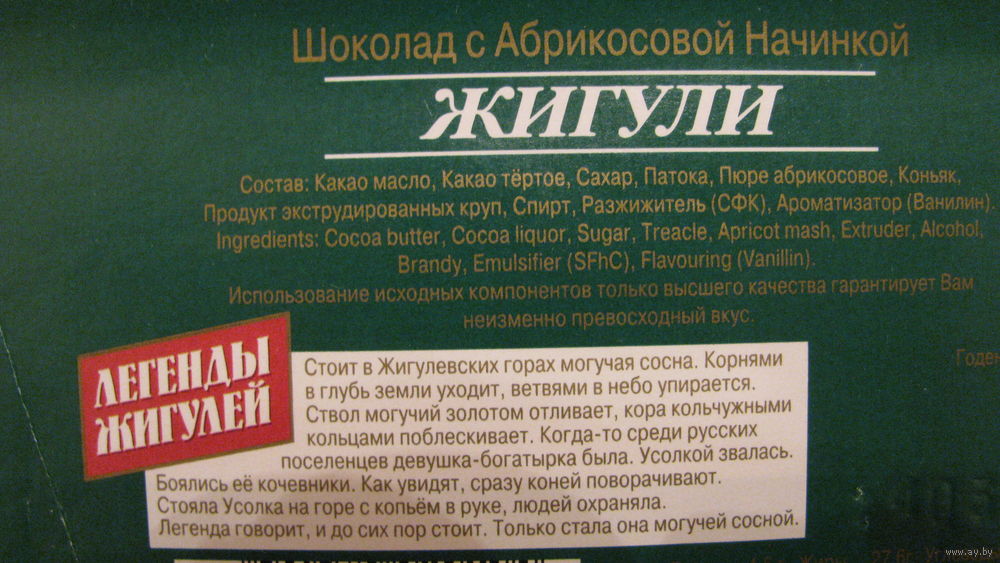 Шоколад с Абрикосовой Начинкой
ЖИГУЛИ
Состав: Какао масло, Какао тёртое, Сахар, Патока, Пюре абрикосовое, Коньяк,
Продукт экструдированных круп, Спирт, Разжижитель (СФК), Ароматизатор (Ванилин).
Ingredients: Cocoa butter, Cocoa liquor, Sugar, Treacle, Apricot mash, Extruder, Alcohol,
Brandy, Emulsifier (SFhC), Flavouring (Vanillin).
Использование исходных компонентов только высшего качества гарантирует Вам
неизменно превосходный вкус.
Годен
ЛЕГЕНДЫ
ЖИГУЛЕЙ
Стоит в Жигулевских горах могучая сосна. Корнями
в глубь земли уходит, ветвями в небо упирается.
Ствол могучий золотом отливает, кора кольчужными
кольцами поблескивает. Когда-то среди русских
поселенцев девушка-богатырка была. Усолкой звалась.
Боялись её кочевники. Как увидят, сразу коней поворачивают.
Стояла Усолка на горе с копьём в руке, людей охраняла.
Легенда говорит, и до сих пор стоит. Только стала она могучей сосной.
www.ay.by